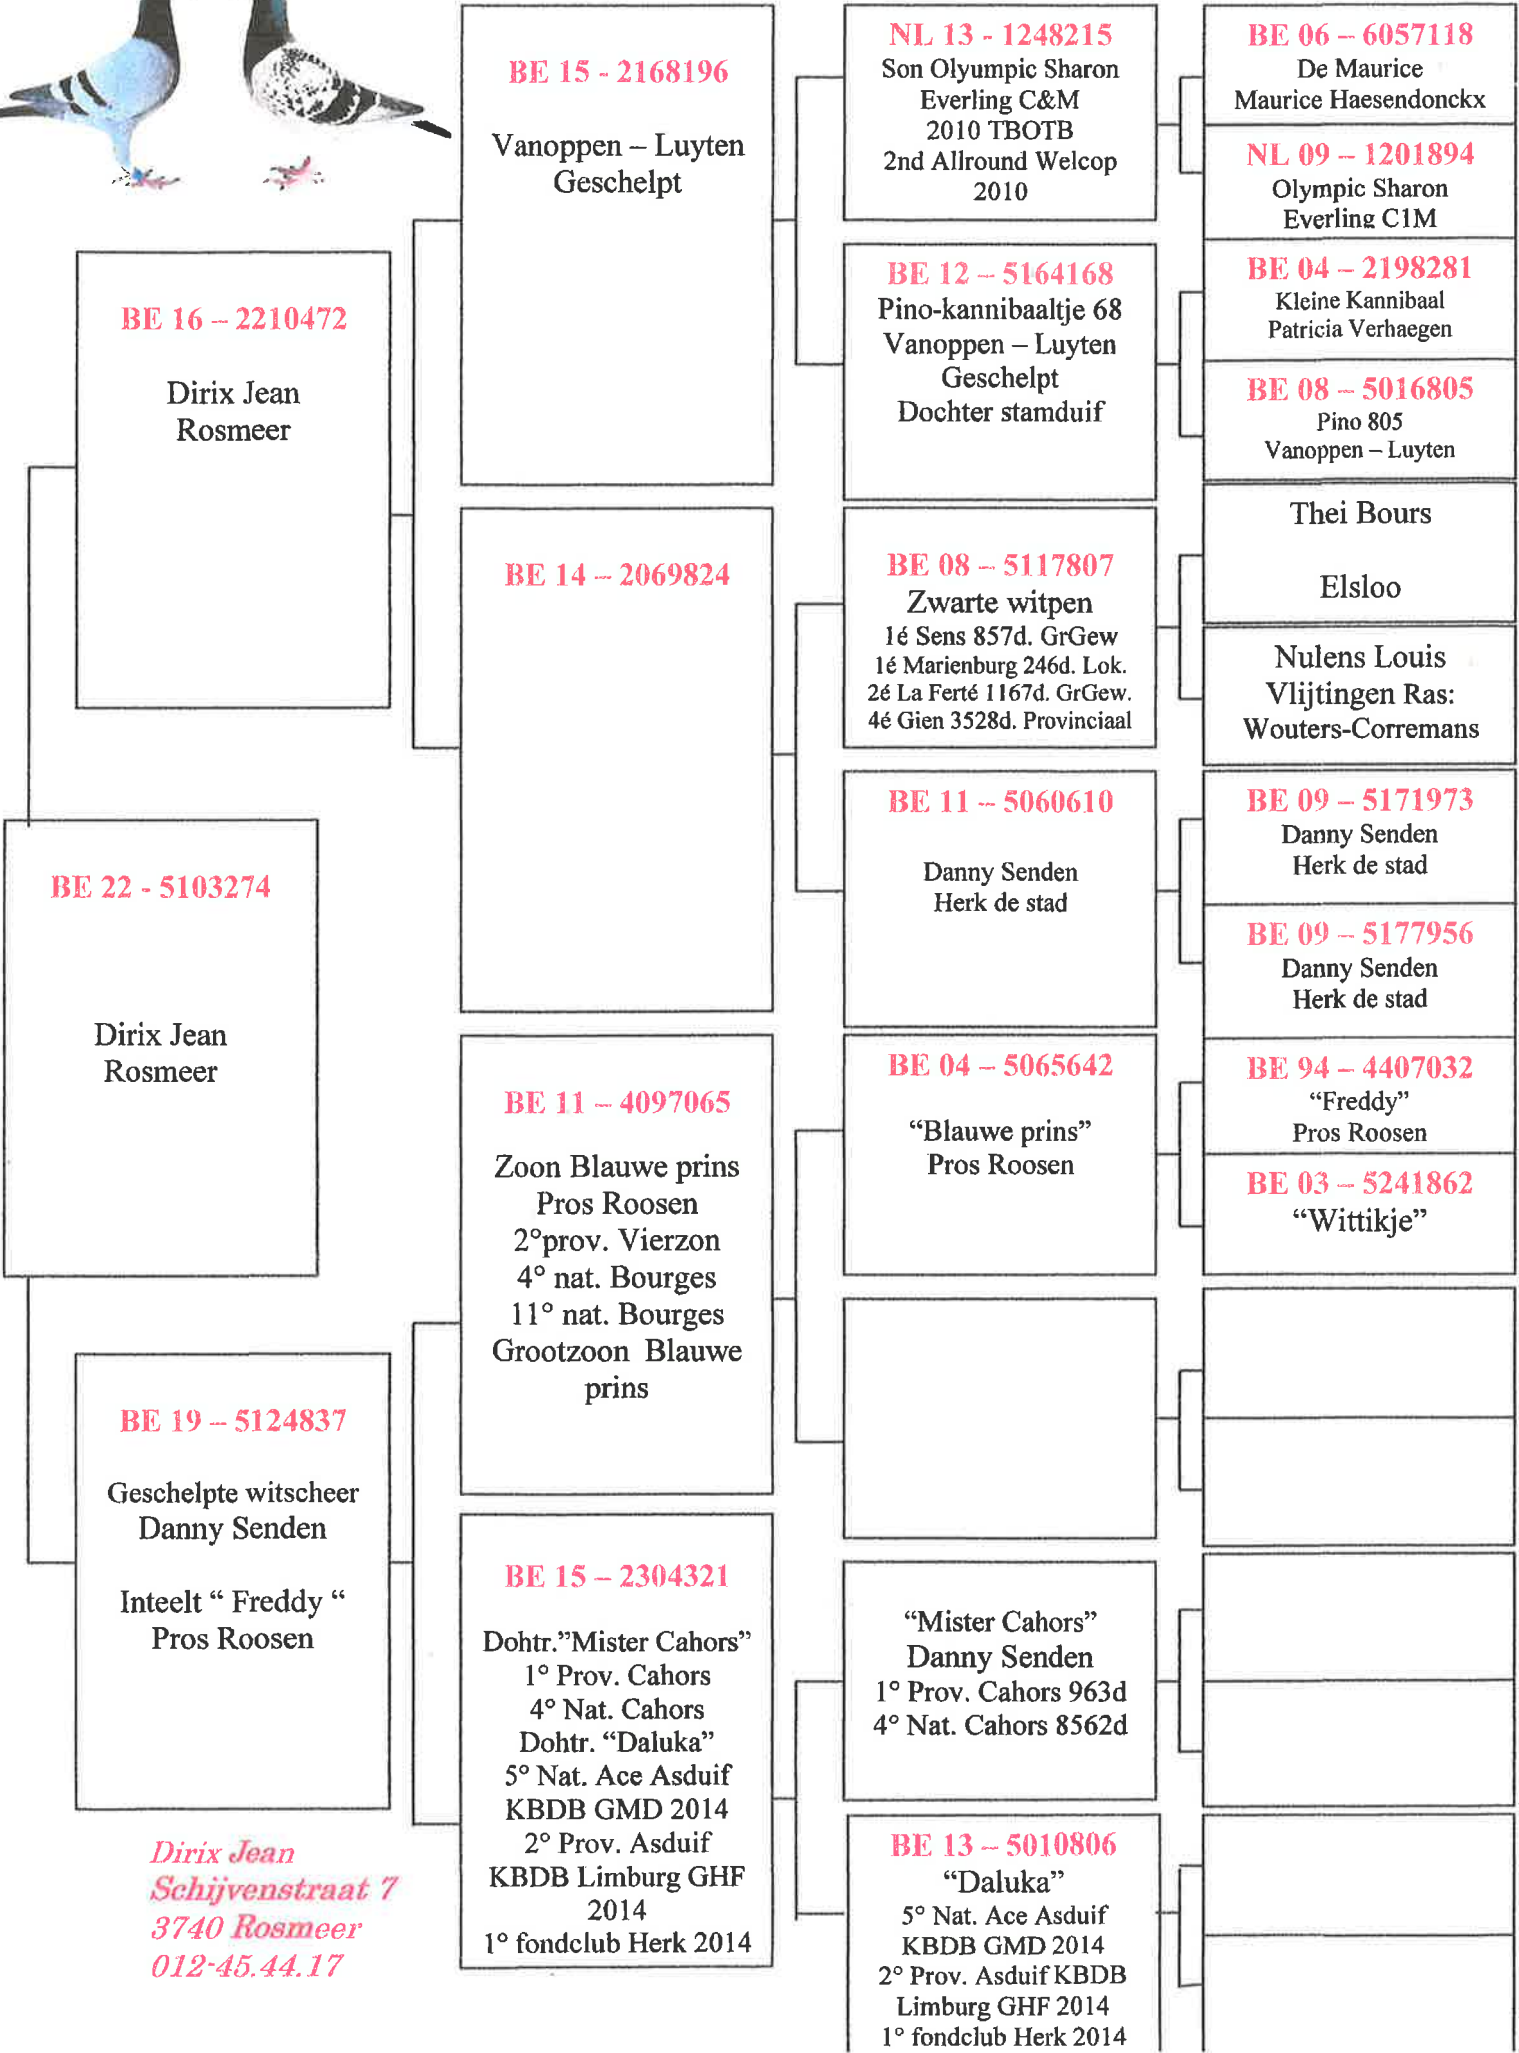 BE 22 - 5103274
Dirix Jean
Rosmeer
BE 16 – 2210472
Dirix Jean
Rosmeer
BE 19 – 5124837
Geschelpte witscheer
Danny Senden
Inteelt “ Freddy “
Pros Roosen
BE 15 - 2168196
Vanoppen – Luyten
Geschelpt
BE 14 – 2069824
BE 11 – 4097065
Zoon Blauwe prins
Pros Roosen
2°prov. Vierzon
4° nat. Bourges
11° nat. Bourges
Grootzoon Blauwe
prins
BE 15 – 2304321
Dohtr.”Mister Cahors”
1° Prov. Cahors
4° Nat. Cahors
Dohtr. “Daluka”
5° Nat. Ace Asduif
KBDB GMD 2014
2° Prov. Asduif
KBDB Limburg GHF
2014
1° fondclub Herk 2014
NL 13 - 1248215
Son Olyumpic Sharon
Everling C&M
2010 TBOTB
2nd Allround Welcop
2010
BE 12 – 5164168
Pino-kannibaaltje 68
Vanoppen – Luyten
Geschelpt
Dochter stamduif
BE 08 – 5117807
Zwarte witpen
1é Sens 857d. GrGew
1é Marienburg 246d. Lok.
2é La Ferté 1167d. GrGew.
4é Gien 3528d. Provinciaal
BE 11 – 5060610
Danny Senden
Herk de stad
BE 04 – 5065642
“Blauwe prins”
Pros Roosen
“Mister Cahors”
Danny Senden
1° Prov. Cahors 963d
4° Nat. Cahors 8562d
BE 13 – 5010806
“Daluka”
5° Nat. Ace Asduif
KBDB GMD 2014
2° Prov. Asduif KBDB
Limburg GHF 2014
1° fondclub Herk 2014
BE 06 – 6057118
De Maurice
Maurice Haesendonckx
NL 09 – 1201894
Olympic Sharon
Everling C1M
BE 04 – 2198281
Kleine Kannibaal
Patricia Verhaegen
BE 08 – 5016805
Pino 805
Vanoppen – Luyten
Thei Bours
Elsloo
Nulens Louis
Vlijtingen Ras:
Wouters-Corremans
BE 09 – 5171973
Danny Senden
Herk de stad
BE 09 – 5177956
Danny Senden
Herk de stad
BE 94 – 4407032
“Freddy”
Pros Roosen
BE 03 – 5241862
“Wittikje”
Dirix Jean
Schijvenstraat 7
3740 Rosmeer
012-45.44.17